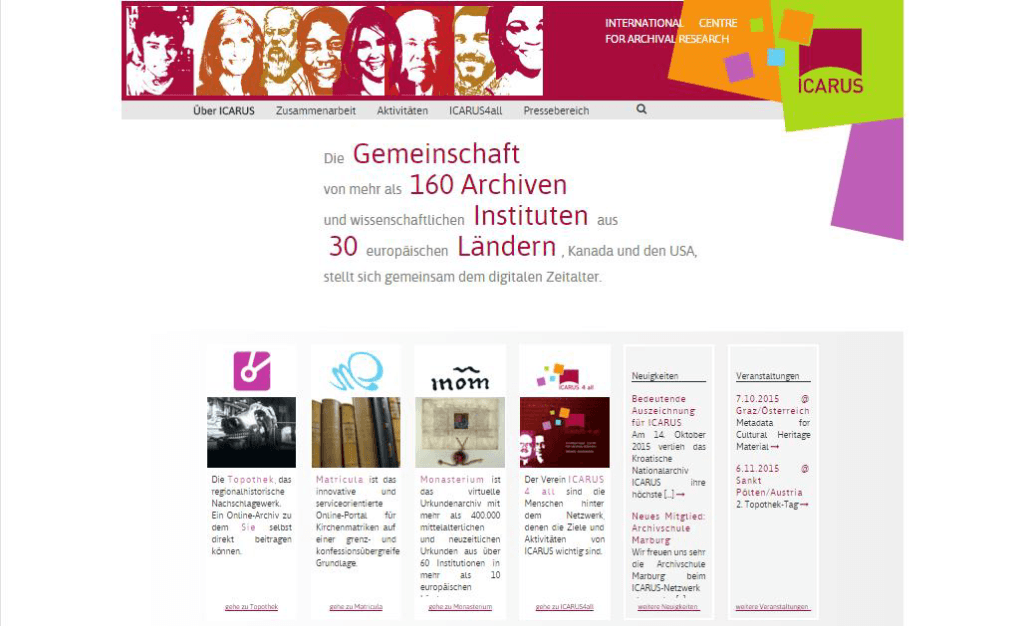 INTERNATIONAL CENTRE
FOR ARCHIVAL RESEARCH
ICARUS
Über ICARUS Zusammenarbeit Aktivitäten ICARUS4all Pressebereich
Die Gemeinschaft
von mehr als 160 Archiven
und wissenschaftlichen Instituten aus
30 europäischen Ländern , Kanada und den USA,
stellt sich gemeinsam dem digitalen Zeitalter.
mom
ICARUS 4 all
Die Topothek, das
regionalhistorische
Nachschlagewerk.
Ein Online-Archiv zu
dem Sie selbst
direkt beitragen
können.
gehe zu Topothek
Matricula ist das
innovative und
serviceorientierte
Online-Portal für
Kirchenmatriken auf
einer grenz- und
konfessionsübergreife
Grundlage.
gehe zu Matricula
Monasterium ist
das virtuelle
Urkundenarchiv mit
mehr als 400.000
mittelalterlichen
und neuzeitlichen
Urkunden aus über
60 Institutionen in
mehr als 10
europäischen
gehe zu Monasterium
Der Verein ICARUS
4 all sind die
Menschen hinter
dem Netzwerk,
denen die Ziele und
Aktivitäten von
ICARUS wichtig sind.
gehe zu ICARUS4all
Neuigkeiten
Bedeutende
Auszeichnung
für ICARUS
Am 14. Oktober
2015 verlieh das
Kroatische
Nationalarchiv
ICARUS ihre
höchste [...]→
Neues Mitglied:
Archivschule
Marburg
Wir freuen uns sehr
die Archivschule
Marburg beim
ICARUS-Netzwerk
weitere Neuigkeiten
Veranstaltungen
7.10.2015 @
Graz/Österreich
Metadata for
Cultural Heritage
Material→
6.11.2015 @
Sankt
Pölten/Austria
2. Topothek-Tag→
weitere Veranstaltungen